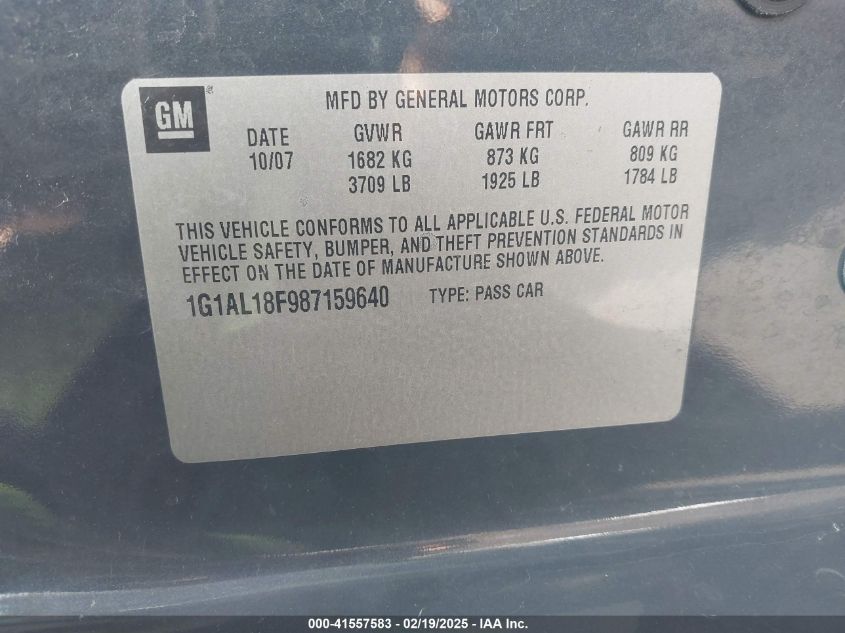 GM
MFD BY GENERAL MOTORS CORP.
DATE GVWR GAWR FRT GAWR RR
10/07 1682 KG 873 KG 809 KG
3709 LB 1925 LB 1784 LB
THIS VEHICLE CONFORMS TO ALL APPLICABLE U.S. FEDERAL MOTOR
VEHICLE SAFETY, BUMPER, AND THEFT PREVENTION STANDARDS IN
EFFECT ON THE DATE OF MANUFACTURE SHOWN ABOVE.
1G1AL18F987159640 TYPE: PASS CAR
000-41557583 - 02/19/2025 - IAA Inc.